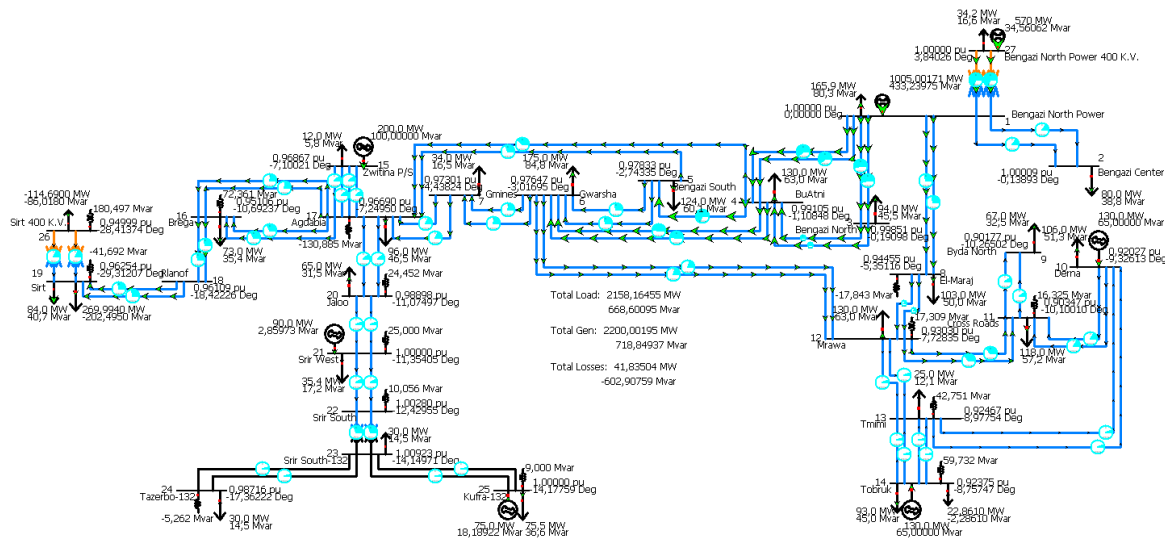 34,2 MW
16,6 Mvar
570 MW
34,56062 Mvar
1,00000 pu
3,84026 Deg
27
Bengazi North Power 400 K.V.
1005,00171 MW
433,23975 Mvar
165,9 MW
80,3 Mvar
1,00000 pu
0,00000 Deg
Bengazi North Power
1
2
Bengazi Center
1,00009 pu
-0,13893 Deg
80,0 MW
38,8 Mvar
200,0 MW
100,00000 Mvar
12,0 MW
5,8 Mvar
0,96867 pu
-7,10021 Deg
15
Zwitina P/S
34,0 MW
16,5 Mvar
0,97301 pu
-4,43824 Deg
Gmines
7
175,0 MW
84,8 Mvar
0,97647 pu
-3,01695 Deg
Gwarsha
6
0,97833 pu
-2,74335 Deg
5
Bengazi South
124,0 MW
60,1 Mvar
4
BuAtni
130,0 MW
63,0 Mvar
0,99105 pu
-1,10848 Deg
Bengazi North
3
94,0 MW
45,5 Mvar
0,99851 pu
-0,19098 Deg
-114,6900 MW
-86,0180 Mvar
180,497 Mvar
Sirt 400 K.V.
26
0,94999 pu
-28,41374 Deg
-41,692 Mvar
0,96254 pu
-29,31207 Deg
19
Sirt
84,0 MW
40,7 Mvar
269,9940 MW
-202,4950 Mvar
Rlanof
18
0,96109 pu
-18,42226 Deg
72,361 Mvar
16
Brega
0,95106 pu
-10,69237 Deg
73,0 MW
35,4 Mvar
Agdabia
17
0,96690 pu
-7,24950 Deg
-130,885 Mvar
96,0 MW
46,5 Mvar
65,0 MW
31,5 Mvar
24,452 Mvar
20
Jaloo
0,98898 pu
-11,07497 Deg
90,0 MW
2,85973 Mvar
25,000 Mvar
21
Srir West
1,00000 pu
-11,35405 Deg
35,4 MW
17,2 Mvar
10,056 Mvar
22
Srir South
1,00280 pu
-12,42955 Deg
30,0 MW
14,5 Mvar
23
Srir South-132
1,00923 pu
-14,14971 Deg
24
Tazerbo-132
0,98716 pu
-17,36222 Deg
-5,262 Mvar
30,0 MW
14,5 Mvar
9,000 Mvar
25
Kufra-132
1,00000 pu
-14,17759 Deg
75,0 MW
18,18922 Mvar
75,5 MW
36,6 Mvar
Total Load: 2158,16455 MW
668,60095 Mvar
Total Gen: 2200,00195 MW
718,84937 Mvar
Total Losses: 41,83504 MW
-602,90759 Mvar
0,94455 pu
-5,35116 Deg
8
El-Maraj
103,0 MW
50,0 Mvar
-17,843 Mvar
130,0 MW
63,0 Mvar
17,309 Mvar
12
Mrawa
0,93030 pu
-7,72835 Deg
67,0 MW
32,5 Mvar
0,90177 pu
-10,26502 Deg
Byda North
9
106,0 MW
51,3 Mvar
130,0 MW
65,00000 Mvar
10
Derna
0,92027 pu
-9,32613 Deg
16,325 Mvar
0,90347 pu
-10,10010 Deg
11
Cross Roads
118,0 MW
57,2 Mvar
25,0 MW
12,1 Mvar
42,751 Mvar
13
Tmimi
0,92467 pu
-8,97754 Deg
59,732 Mvar
14
Tobruk
0,92375 pu
-8,75747 Deg
93,0 MW
45,0 Mvar
130,0 MW
65,00000 Mvar
22,8610 MW
-2,28610 Mvar